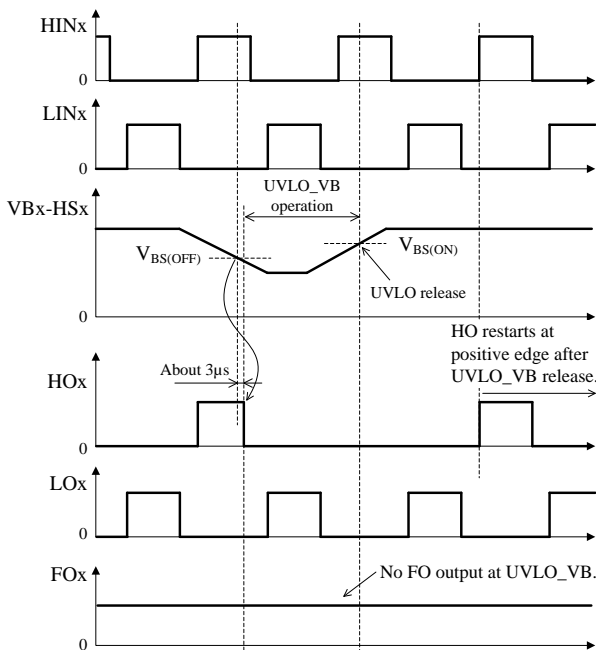 HINx
0
LINx
0
UVLO_VB
operation
VBx-HSx
VBS(OFF)
VBS(ON)
UVLO release
0
HO restarts at
positive edge after
UVLO_VB release.
About 3µs
HOx
0
LOx
0
FOx
No FO output at UVLO_VB.
0